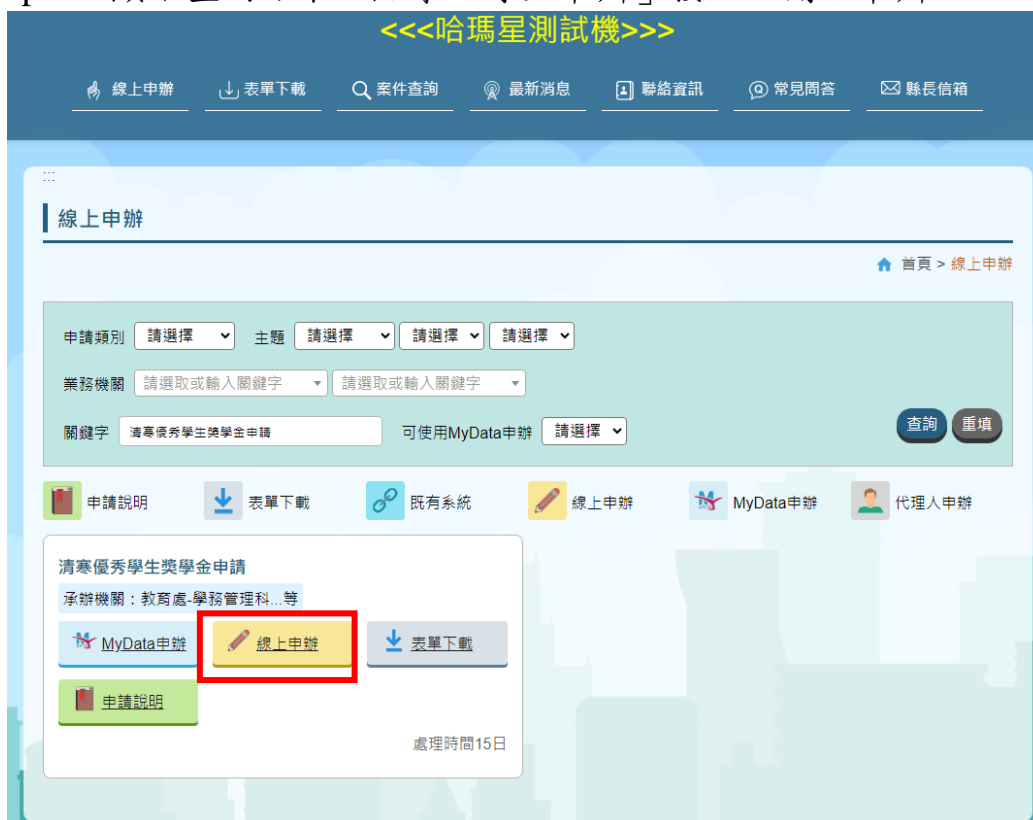 <<<哈瑪星測試機>>>
線上申辦 表單下載 案件查詢 最新消息 聯絡資訊 常見問答 縣長信箱
:::
線上申辦
首頁 > 線上申辦
申請類別 請選擇 主題 請選擇 請選擇 請選擇
業務機關 請選取或輸入關鍵字 請選取或輸入關鍵字
關鍵字 清寒優秀學生獎學金申請 可使用MyData申辦 請選擇 查詢 重填
申請說明 表單下載 既有系統 線上申辦 MyData申辦 代理人申辦
清寒優秀學生獎學金申請
承辦機關：教育處-學務管理科...等
MyData申辦 線上申辦 表單下載
申請說明
處理時間15日